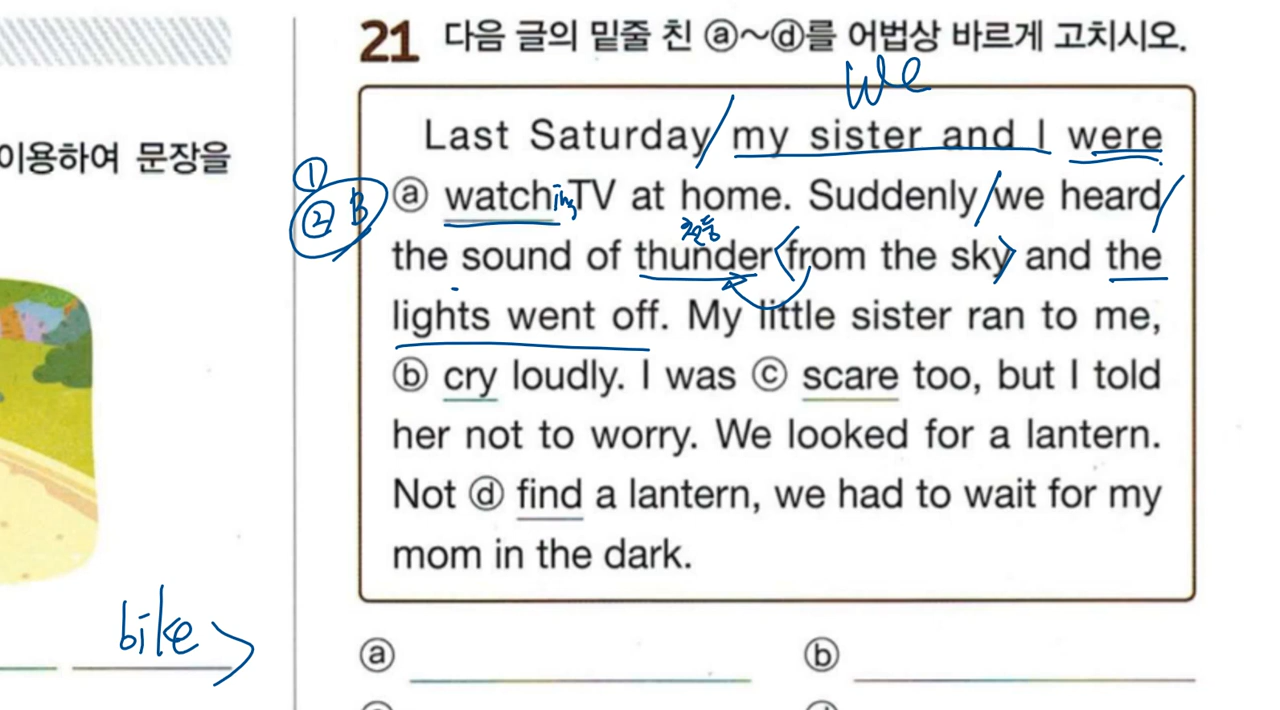 21 다음 글의 밑줄 친 ⓐ~ⓓ를 어법상 바르게 고치시오.
이용하여 문장을
we
Last Saturday/my sister and I were
① ② B
ⓐ watching TV at home. Suddenly/we heard/
천둥
the sound of thunder<from the sky> and the
lights went off. My little sister ran to me,
ⓑ cry loudly. I was ⓒ scare too, but I told
her not to worry. We looked for a lantern.
Not ⓓ find a lantern, we had to wait for my
mom in the dark.
bike
ⓐ ⓑ